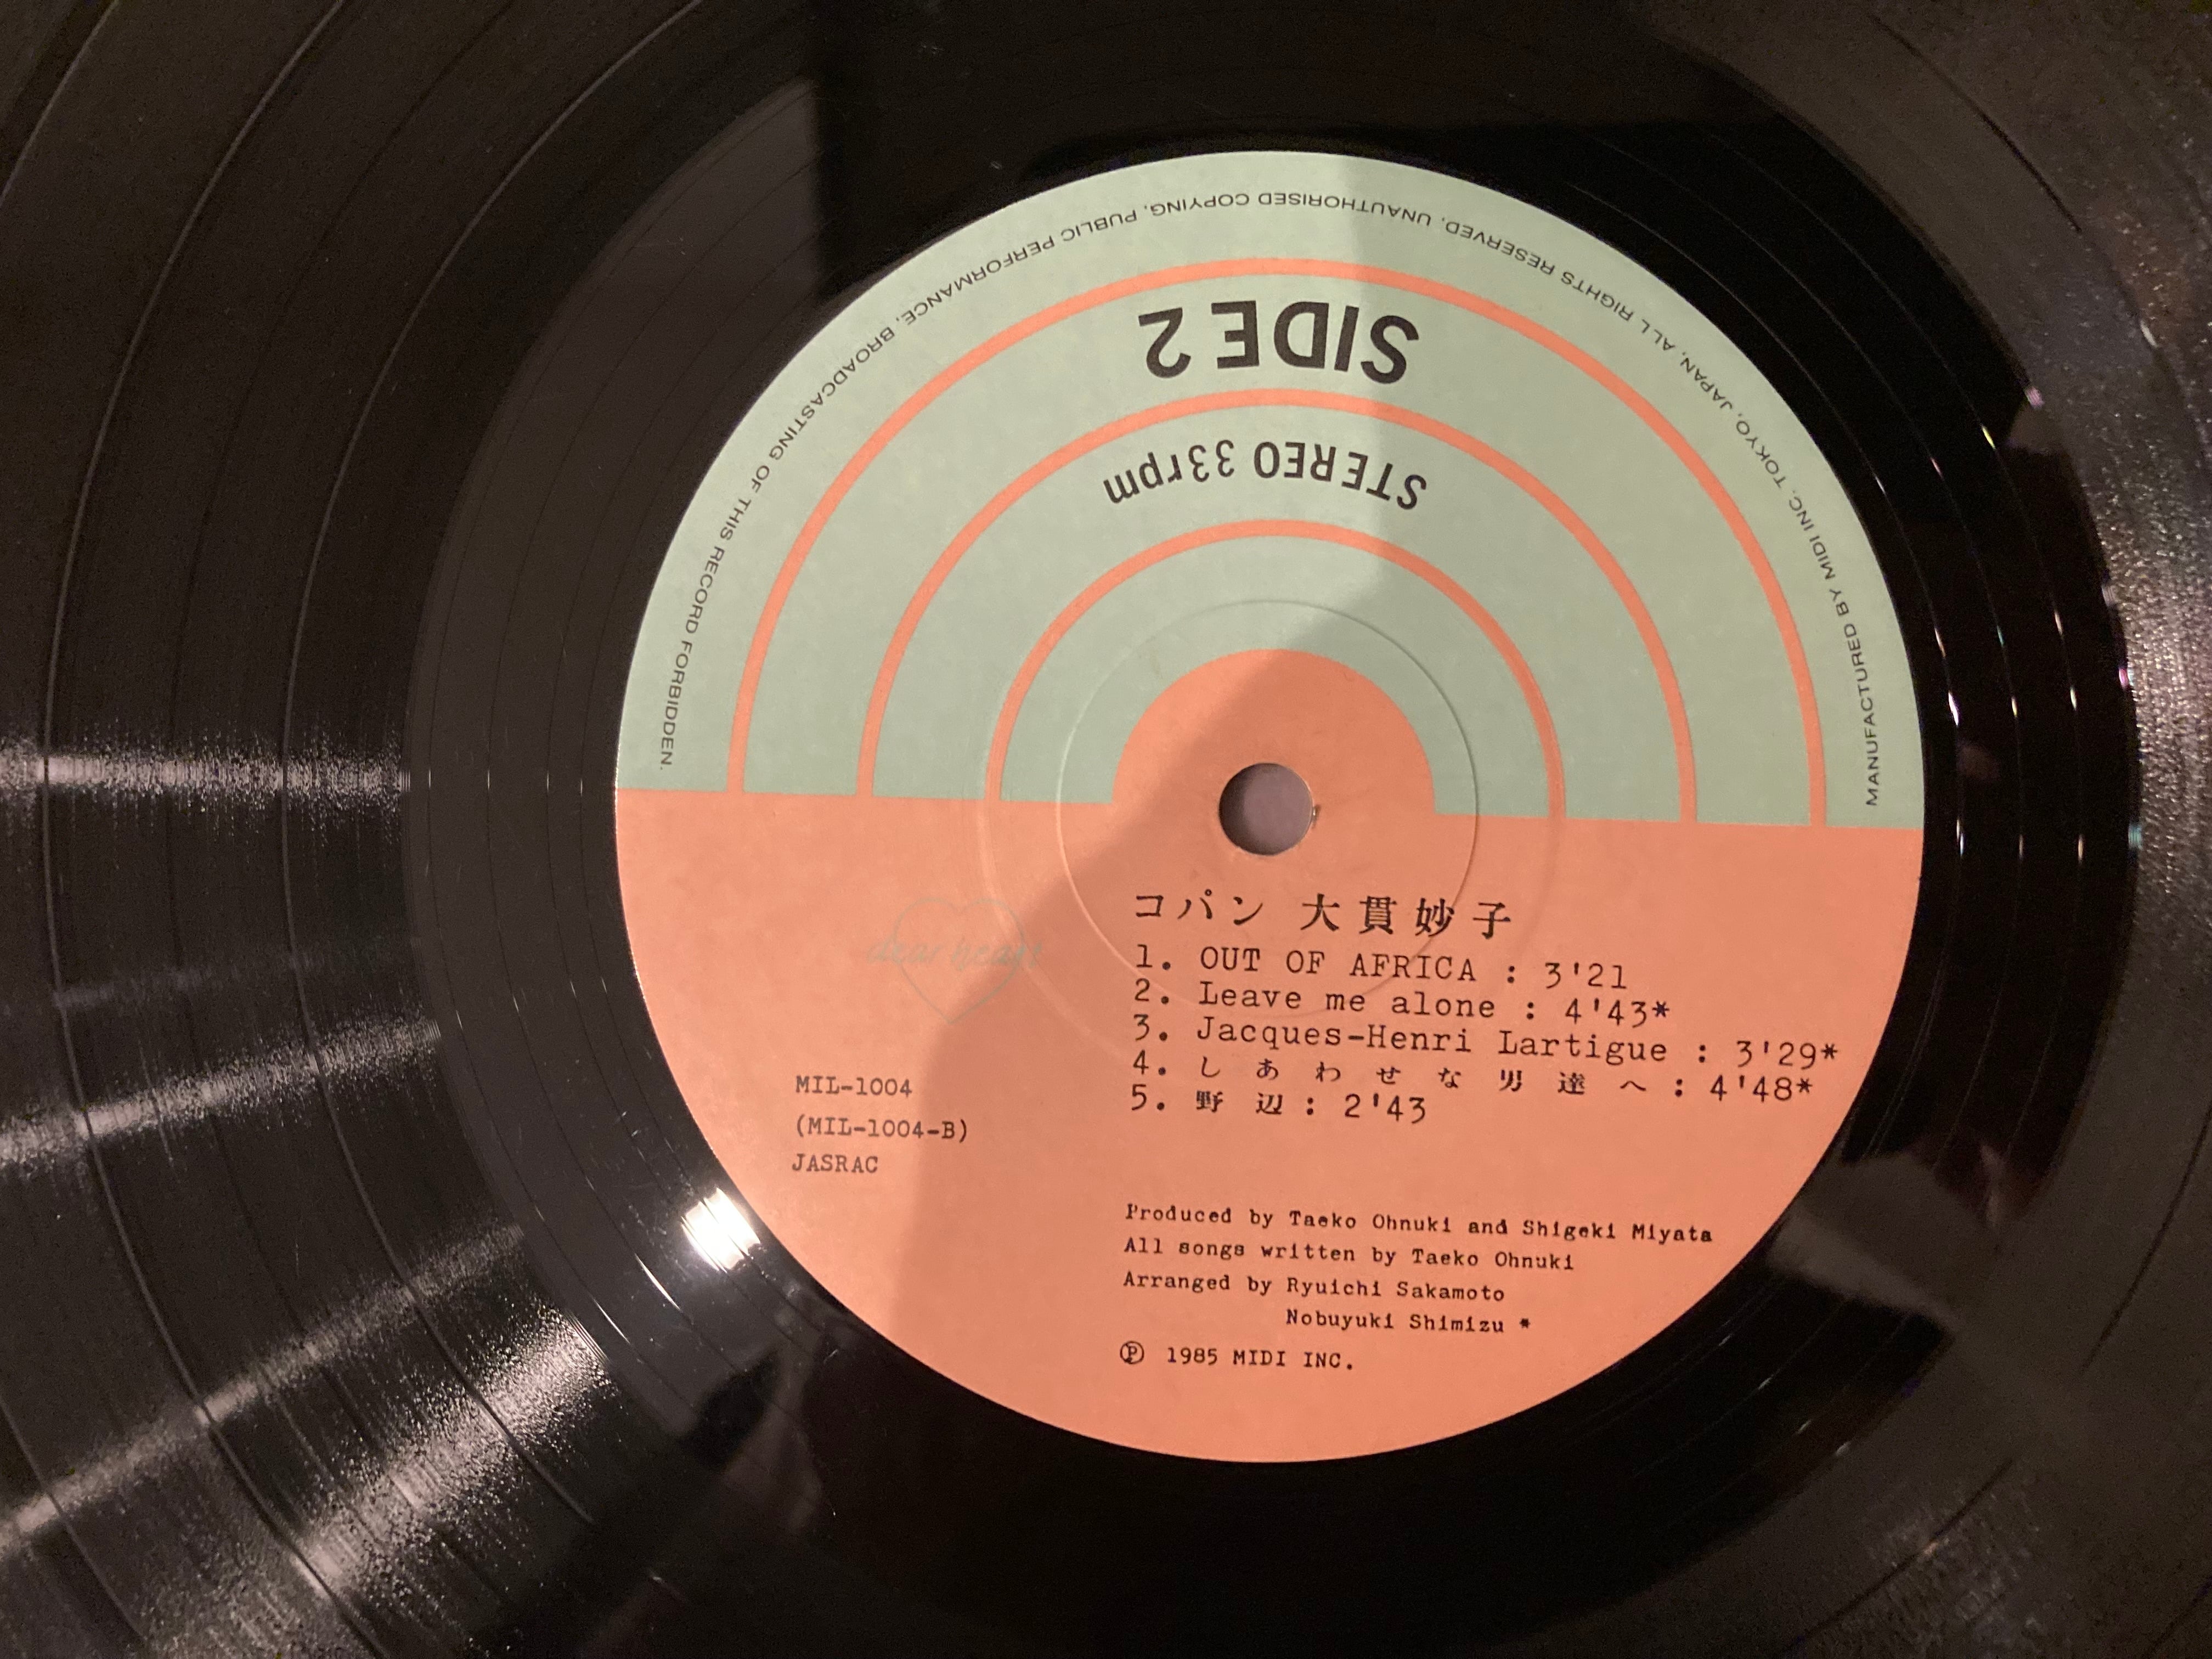 MANUFACTURED BY MIDI INC. TOKYO, JAPAN, ALL RIGHTS RESERVED, UNAUTHORISED COPYING, PUBLIC PERFORMANCE, BROADCASTING OF THIS RECORD FORBIDDEN.
SIDE 2
STEREO 33rpm
dear heart
コパン 大貫妙子
1. OUT OF AFRICA : 3'21
2. Leave me alone : 4'43*
3. Jacques-Henri Lartigue : 3'29*
4. しあわせな男達へ : 4'48*
5. 野辺 : 2'43
MIL-1004
(MIL-1004-B)
JASRAC
Produced by Taeko Ohnuki and Shigeki Miyata
All songs written by Taeko Ohnuki
Arranged by Ryuichi Sakamoto
Nobuyuki Shimizu *
Ⓟ 1985 MIDI INC.